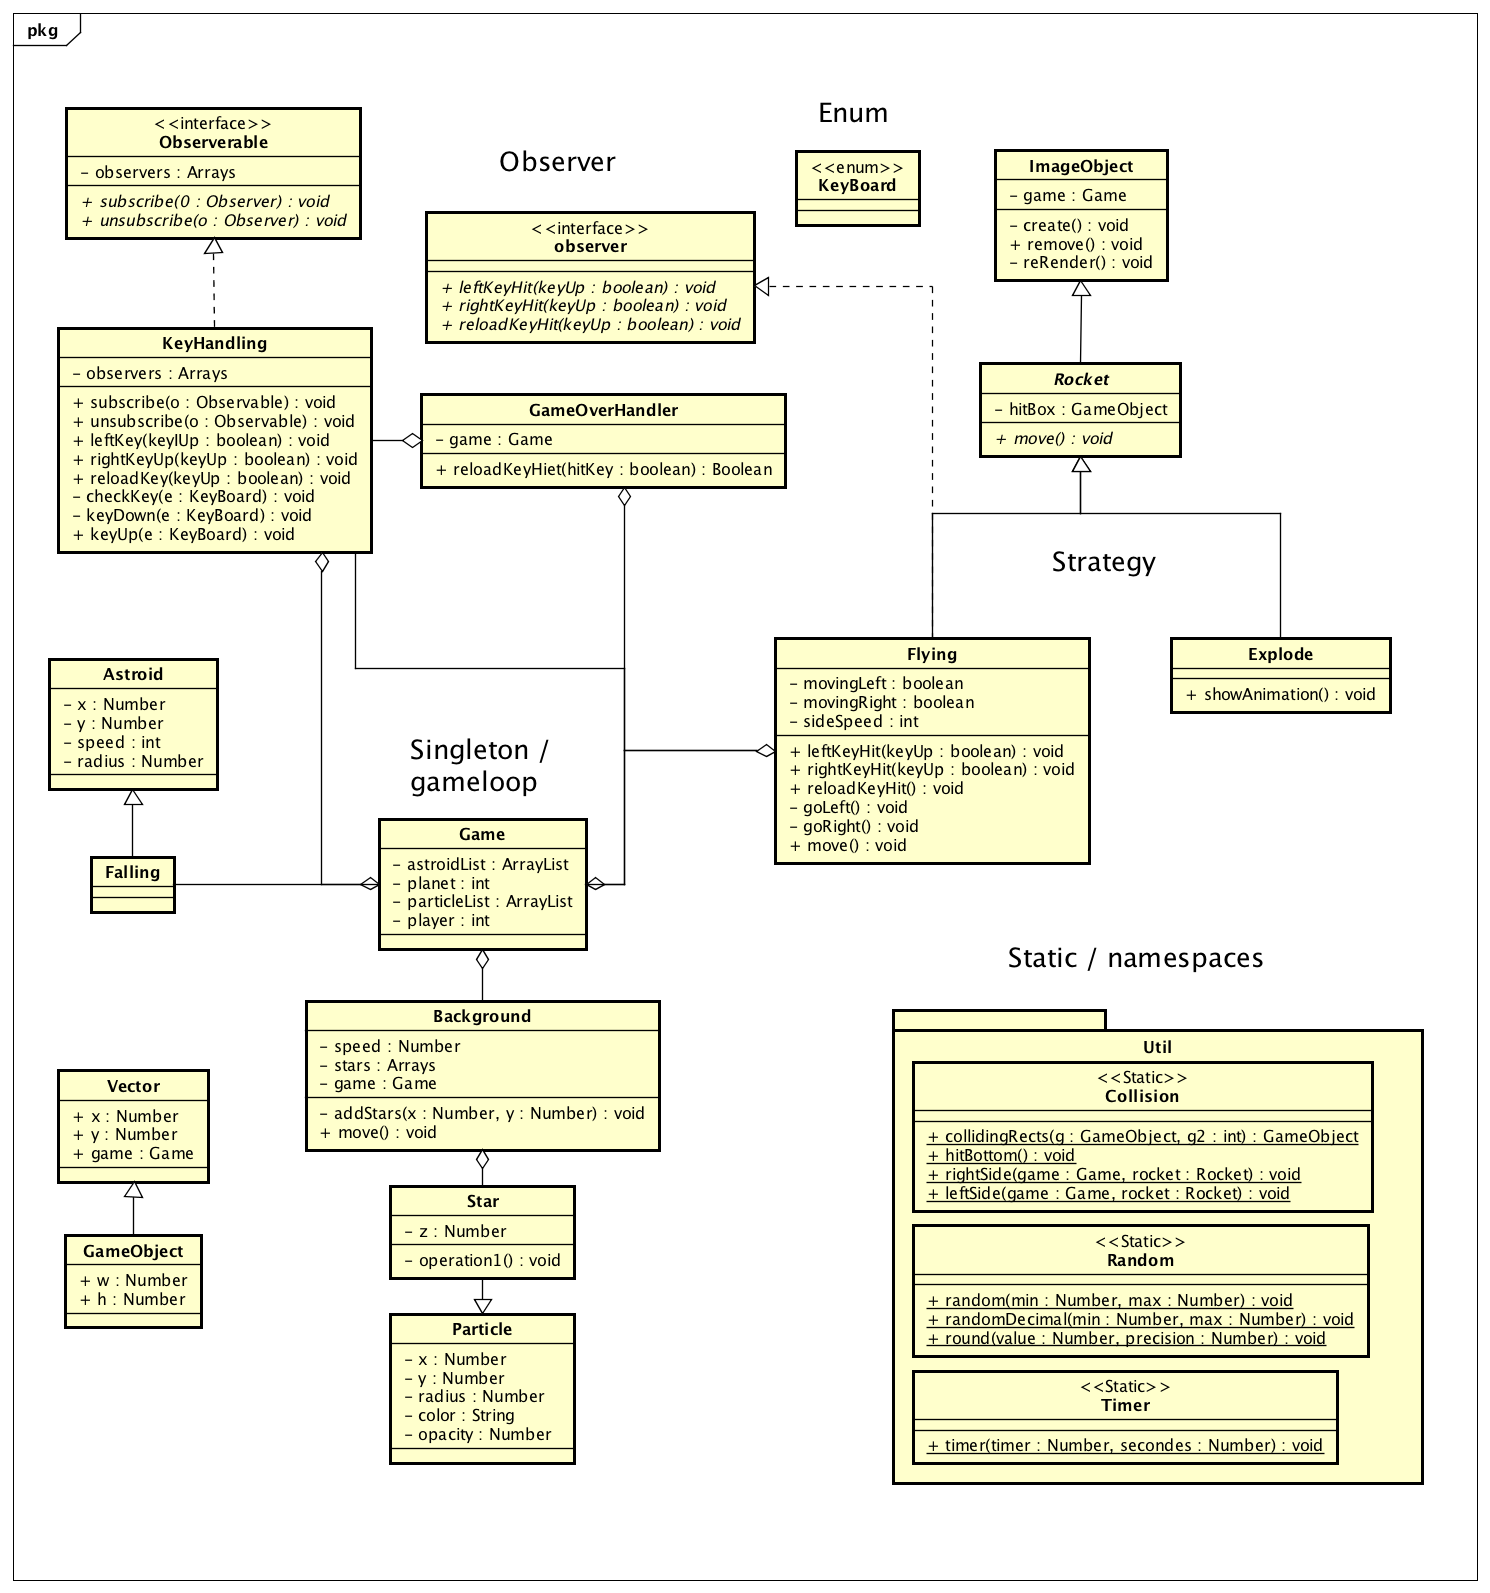 pkg
<<interface>>
Observerable
- observers : Arrays
+ subscribe(0 : Observer) : void
+ unsubscribe(o : Observer) : void
Observer
Enum
<<interface>>
observer
+ leftKeyHit(keyUp : boolean) : void
+ rightKeyHit(keyUp : boolean) : void
+ reloadKeyHit(keyUp : boolean) : void
<<enum>>
KeyBoard
ImageObject
- game : Game
- create() : void
+ remove() : void
- reRender() : void
KeyHandling
- observers : Arrays
+ subscribe(o : Observable) : void
+ unsubscribe(o : Observable) : void
+ leftKey(keyIUp : boolean) : void
+ rightKeyUp(keyUp : boolean) : void
+ reloadKey(keyUp : boolean) : void
- checkKey(e : KeyBoard) : void
- keyDown(e : KeyBoard) : void
+ keyUp(e : KeyBoard) : void
GameOverHandler
- game : Game
+ reloadKeyHiet(hitKey : boolean) : Boolean
Rocket
- hitBox : GameObject
+ move() : void
Strategy
Astroid
- x : Number
- y : Number
- speed : int
- radius : Number
Falling
Singleton /
gameloop
Game
- astroidList : ArrayList
- planet : int
- particleList : ArrayList
- player : int
Flying
- movingLeft : boolean
- movingRight : boolean
- sideSpeed : int
+ leftKeyHit(keyUp : boolean) : void
+ rightKeyHit(keyUp : boolean) : void
+ reloadKeyHit() : void
- goLeft() : void
- goRight() : void
+ move() : void
Explode
+ showAnimation() : void
Background
- speed : Number
- stars : Arrays
- game : Game
- addStars(x : Number, y : Number) : void
+ move() : void
Vector
+ x : Number
+ y : Number
+ game : Game
GameObject
+ w : Number
+ h : Number
Star
- z : Number
- operation1() : void
Particle
- x : Number
- y : Number
- radius : Number
- color : String
- opacity : Number
Static / namespaces
Util
<<Static>>
Collision
+ collidingRects(g : GameObject, g2 : int) : GameObject
+ hitBottom() : void
+ rightSide(game : Game, rocket : Rocket) : void
+ leftSide(game : Game, rocket : Rocket) : void
<<Static>>
Random
+ random(min : Number, max : Number) : void
+ randomDecimal(min : Number, max : Number) : void
+ round(value : Number, precision : Number) : void
<<Static>>
Timer
+ timer(timer : Number, secondes : Number) : void